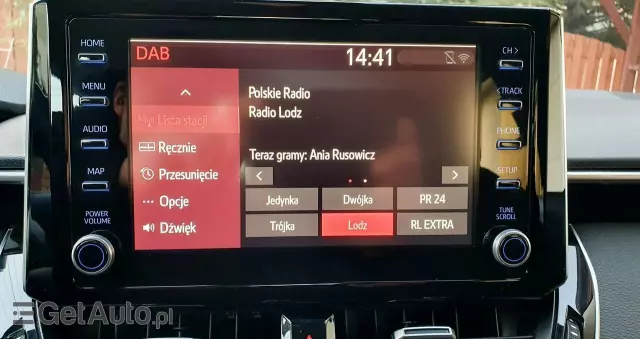 DAB
14:41
HOME
MENU
AUDIO
MAP
POWER
VOLUME
Lista stacji
Ręcznie
Przesunięcie
Opcje
Dźwięk
Polskie Radio
Radio Lodz
Teraz gramy: Ania Rusowicz
<
>
Jedynka
Dwójka
PR 24
Trójka
Lodz
RL EXTRA
CH >
< TRACK
PHONE
SETUP
TUNE
SCROLL
GetAuto.pl